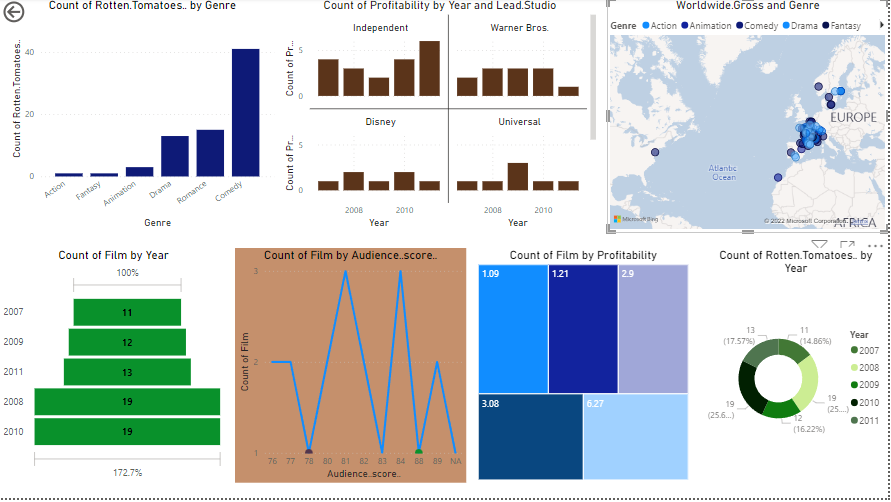 Count of Rotten.Tomatoes.. by Genre
Count of Rotten.Tomatoes..
40
20
0
Action
Fantasy
Animation
Drama
Romance
Comedy
Genre
Count of Profitability by Year and Lead.Studio
Independent
Warner Bros.
Count of Pr...
5
0
Disney
Universal
Count of Pr...
5
0
2008
2010
2008
2010
Year
Year
Worldwide.Gross and Genre
Genre Action Animation Comedy Drama Fantasy
EUROPE
Atlantic
Ocean
AFRICA
Microsoft Bing
© 2022 Microsoft Corporation
Count of Film by Year
100%
2007 11
2009 12
2011 13
2008 19
2010 19
172.7%
Count of Film by Audience..score..
Count of Film
3
2
1
76 77 78 80 81 82 83 84 68 89 NA
Audience..score..
Count of Film by Profitability
1.09
1.21
2.9
3.08
6.27
Count of Rotten.Tomatoes.. by
Year
13
(17.57%)
11
(14.86%)
19
(25.6...)
19
(25....)
12
(16.22%)
Year
2007
2008
2009
2010
2011